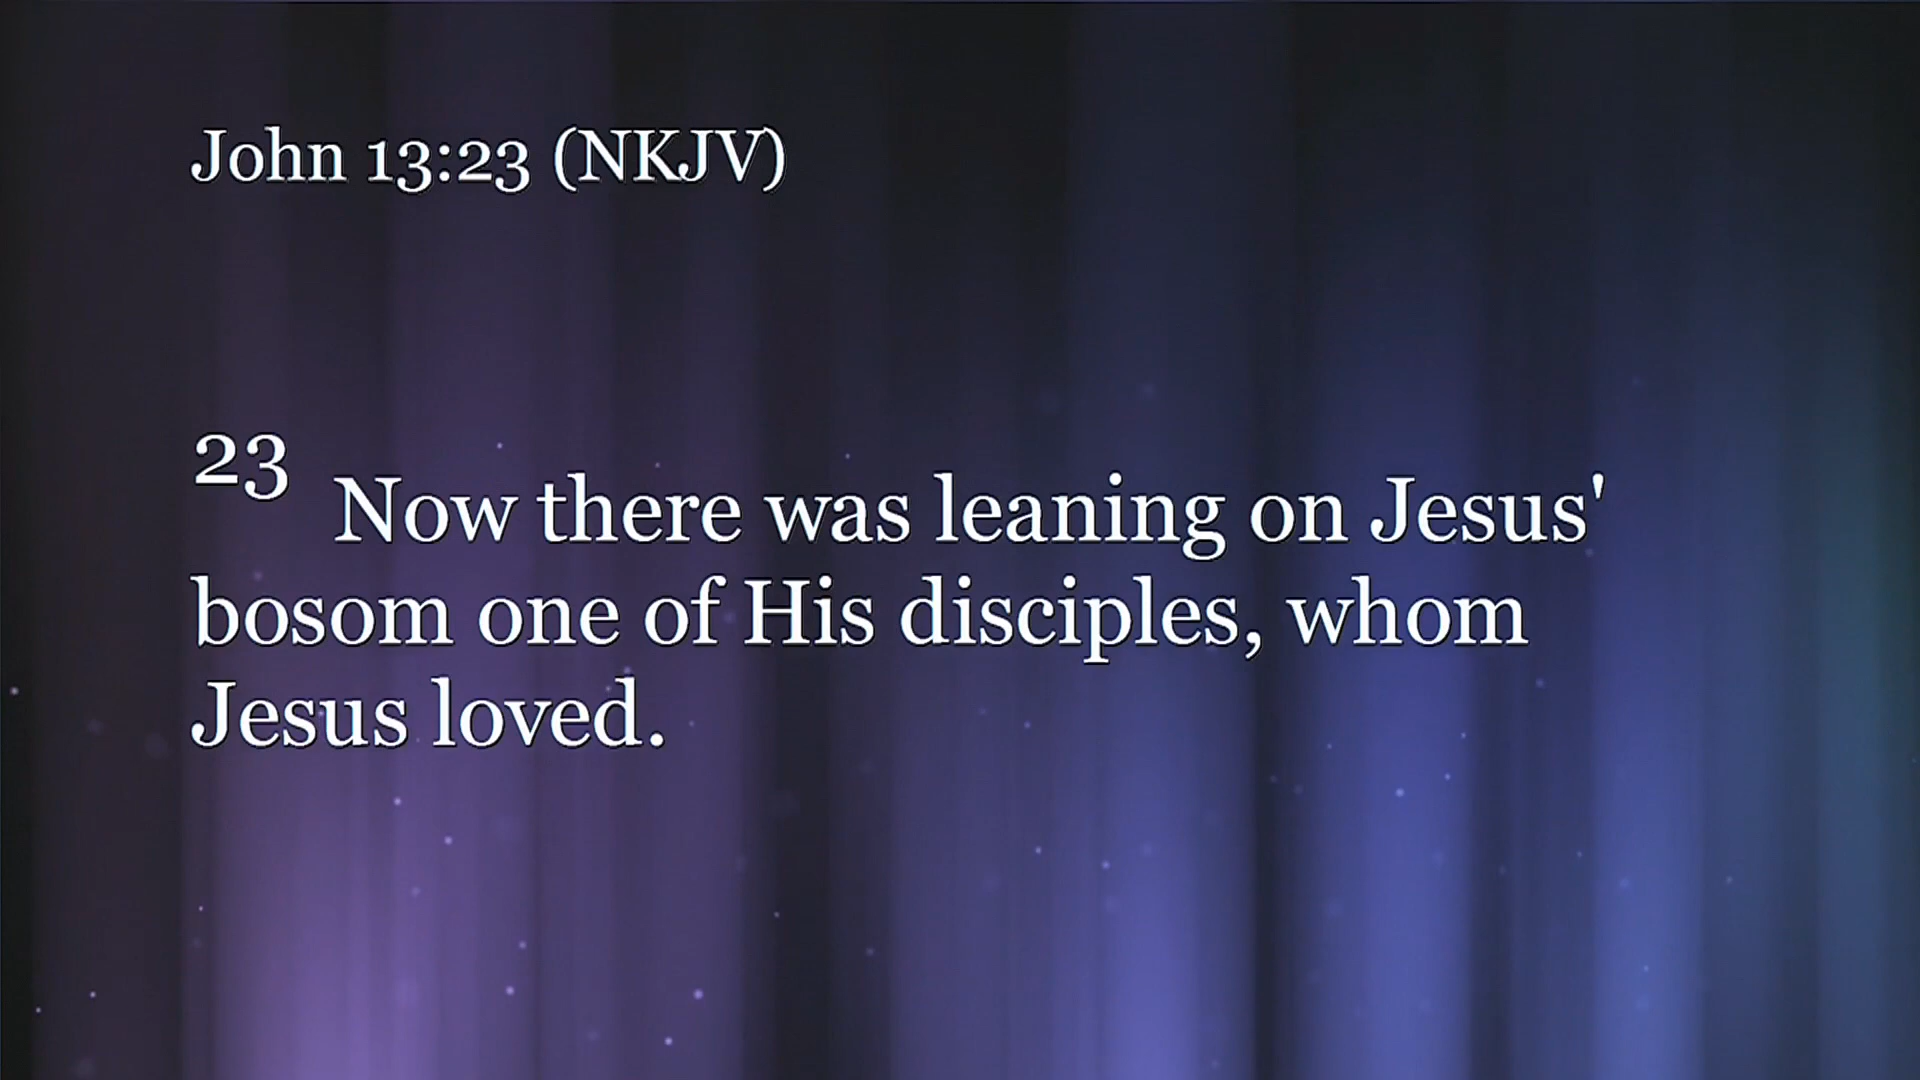 John 13:23 (NKJV)
23 Now there was leaning on Jesus'
bosom one of His disciples, whom
Jesus loved.